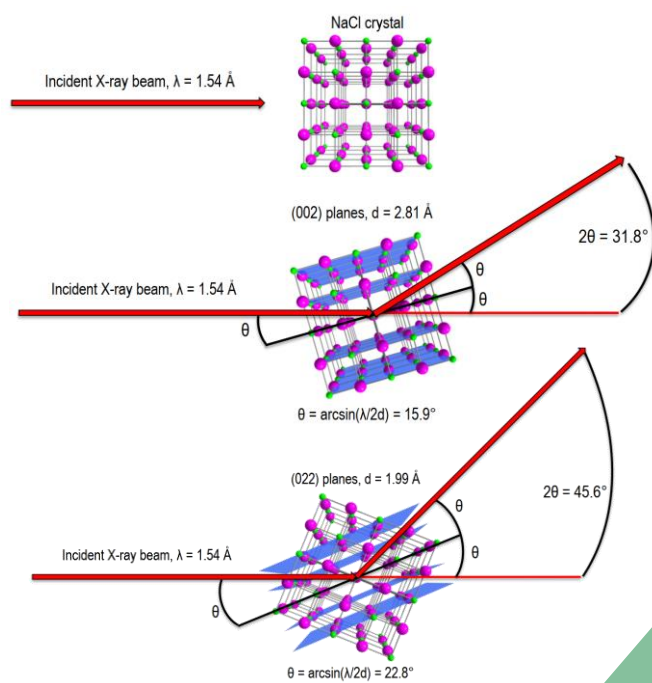 NaCl crystal
Incident X-ray beam, λ = 1.54 Å
(002) planes, d = 2.81 Å
2θ = 31.8°
θ
Incident X-ray beam, λ = 1.54 Å
θ
θ
θ = arcsin(λ/2d) = 15.9°
(022) planes, d = 1.99 Å
2θ = 45.6°
θ
Incident X-ray beam, λ = 1.54 Å
θ
θ
θ = arcsin(λ/2d) = 22.8°